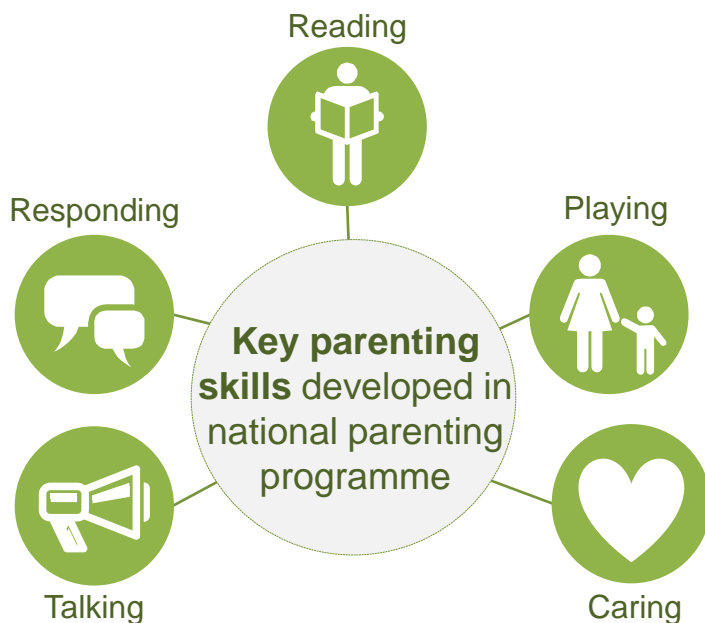 Reading
Responding
Playing
Key parenting
skills developed in
national parenting
programme
Talking
Caring